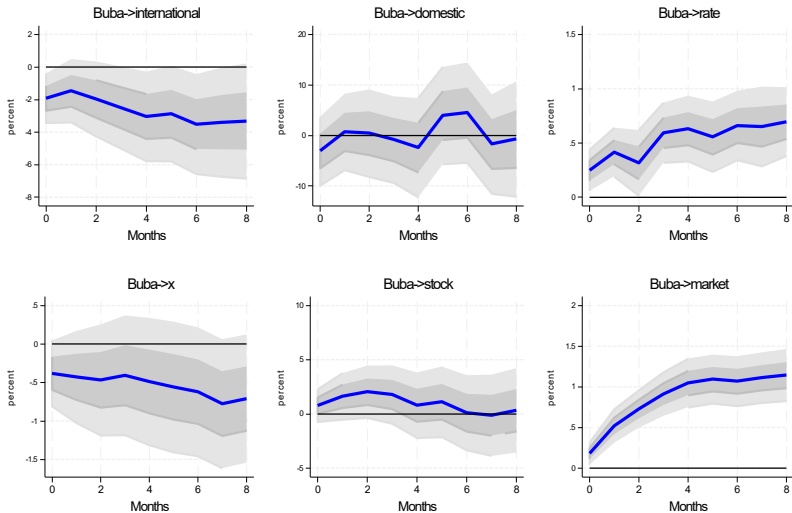 Buba->international
percent
2
0
-2
-4
-6
-8
0 2 4 6 8
Months
Buba->domestic
percent
20
10
0
-10
0 2 4 6 8
Months
Buba->rate
percent
1.5
1
.5
0
0 2 4 6 8
Months
Buba->x
percent
.5
0
-.5
-1
-1.5
0 2 4 6 8
Months
Buba->stock
percent
10
5
0
-5
0 2 4 6 8
Months
Buba->market
percent
2
1.5
1
.5
0
0 2 4 6 8
Months